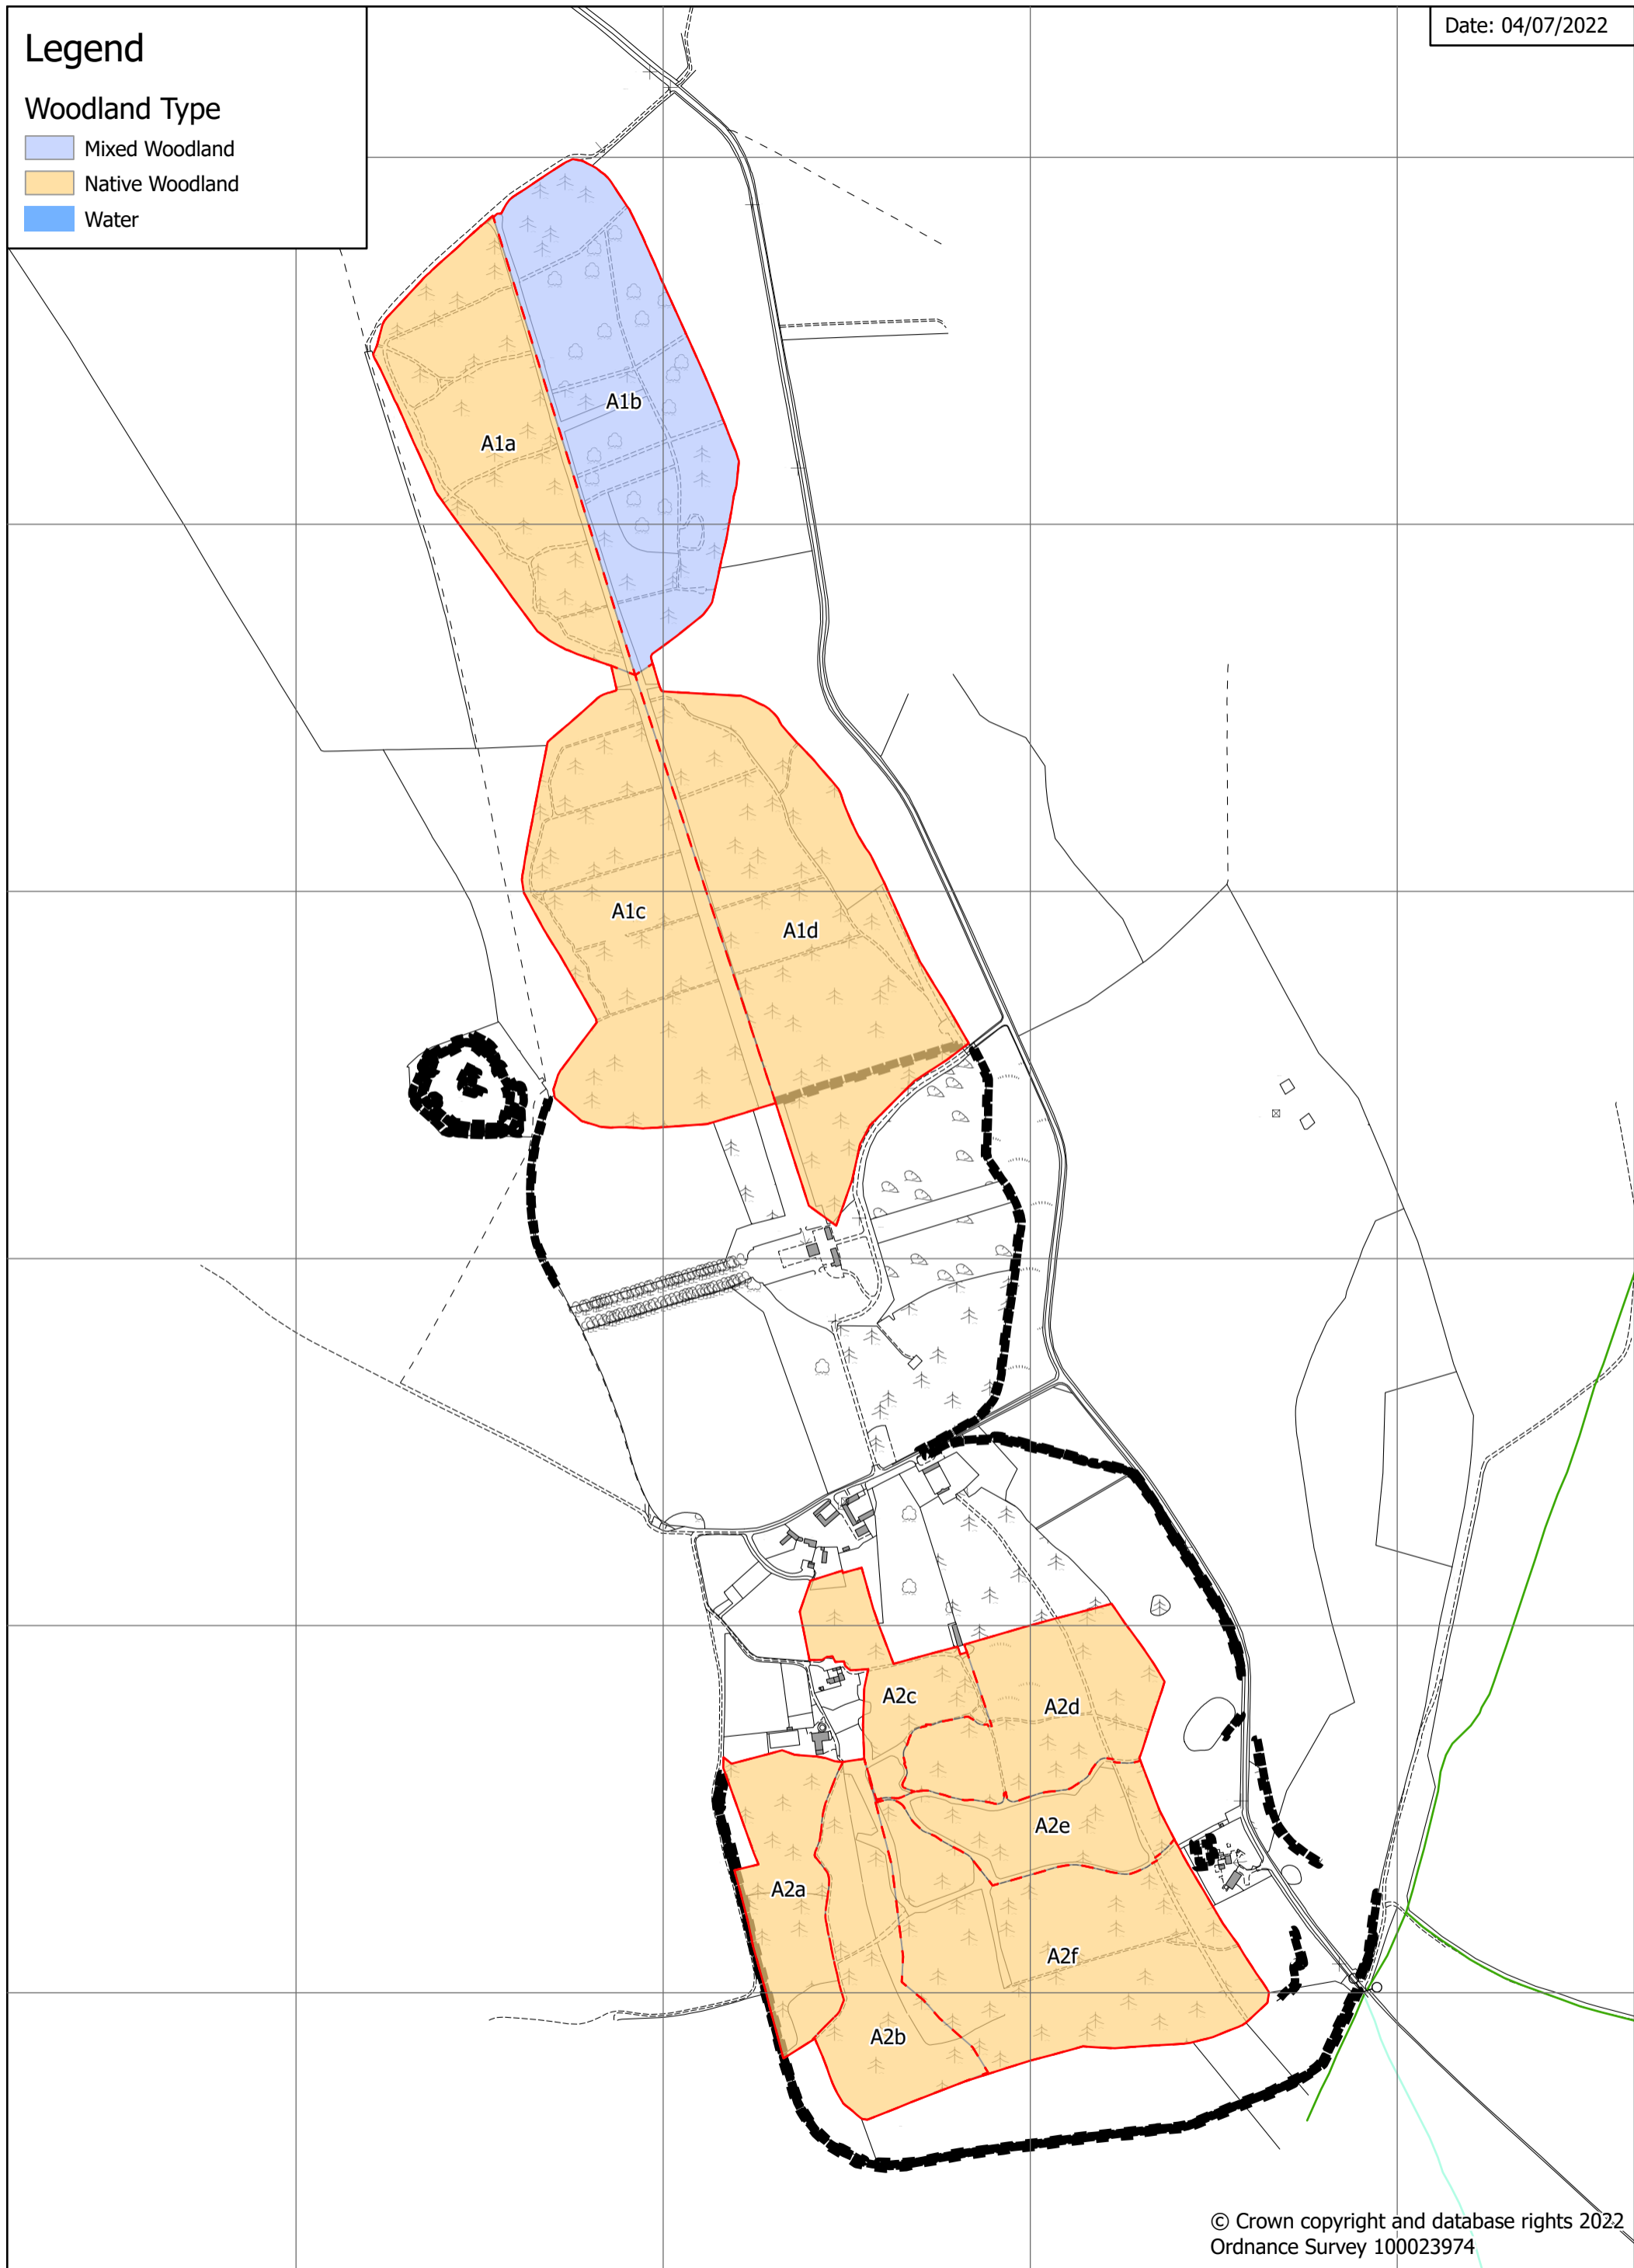 Legend
Woodland Type
Mixed Woodland
Native Woodland
Water
Date: 04/07/2022
A1b
A1a
A1c
A1d
A2c
A2d
A2e
A2a
A2f
A2b
© Crown copyright and database rights 2022
Ordnance Survey 100023974